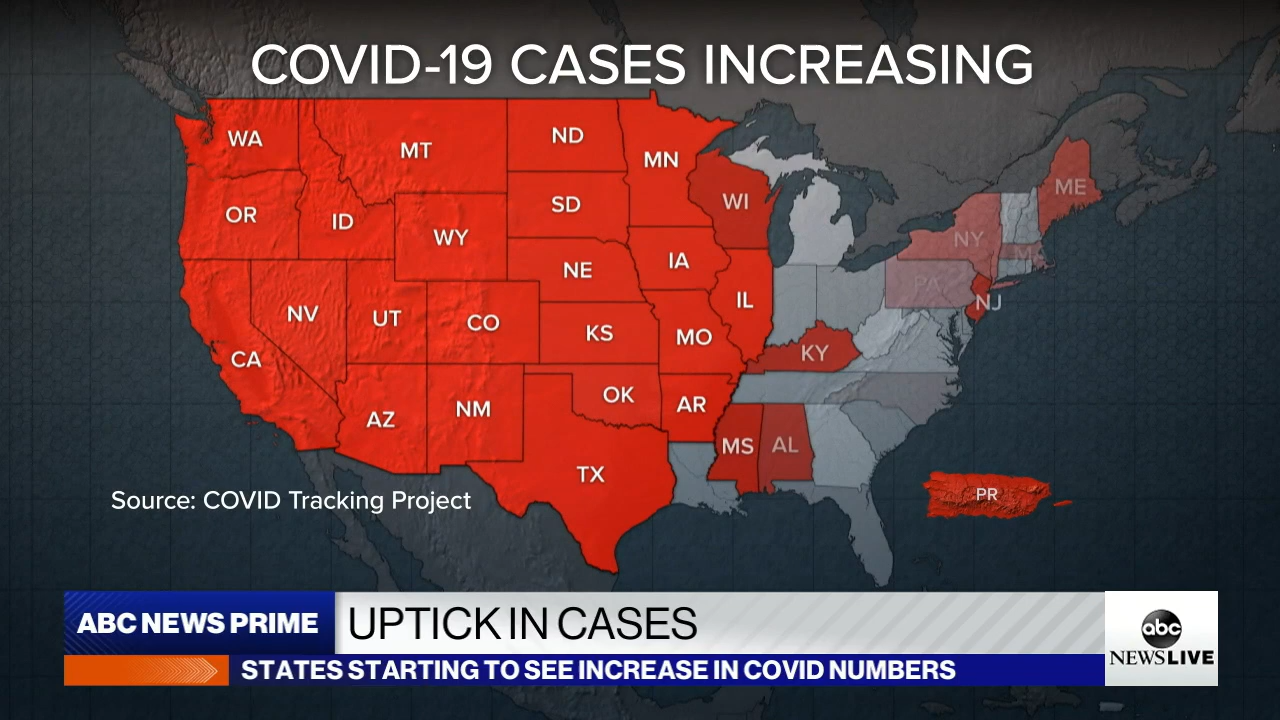 COVID-19 CASES INCREASING
WA
MT
ND
MN
OR
ID
WY
SD
WI
ME
NY
NE
IA
IL
PA
NJ
M
NV
UT
CO
KS
MO
KY
CA
AZ
NM
OK
AR
MS
AL
TX
PR
Source: COVID Tracking Project
ABC NEWS PRIME
UPTICK IN CASES
STATES STARTING TO SEE INCREASE IN COVID NUMBERS
abc
NEWSLIVE